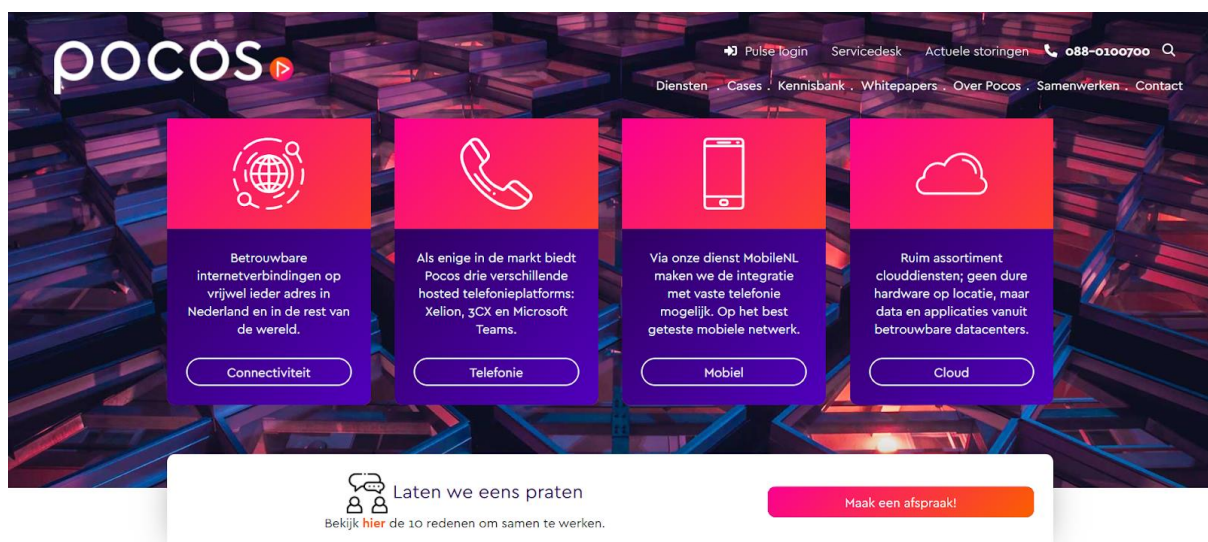 pocos
Pulse login Servicedesk Actuele storingen 088-0100700
Diensten . Cases . Kennisbank . Whitepapers . Over Pocos . Samenwerken . Contact
Betrouwbare
internetverbindingen op
vrijwel ieder adres in
Nederland en in de rest van
de wereld.
Connectiviteit
Als enige in de markt biedt
Pocos drie verschillende
hosted telefonieplatforms:
Xelion, 3CX en Microsoft
Teams.
Telefonie
Via onze dienst MobileNL
maken we de integratie
met vaste telefonie
mogelijk. Op het best
geteste mobiele netwerk.
Mobiel
Ruim assortiment
clouddiensten; geen dure
hardware op locatie, maar
data en applicaties vanuit
betrouwbare datacenters.
Cloud
Laten we eens praten
Bekijk hier de 10 redenen om samen te werken.
Maak een afspraak!